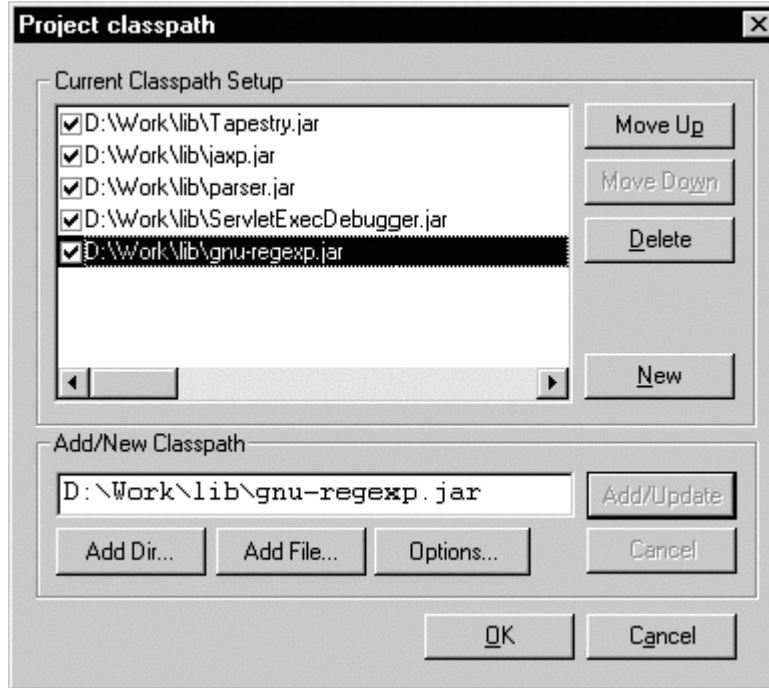 Project classpath
Current Classpath Setup
D:\Work\lib\Tapestry.jar
D:\Work\lib\jaxp.jar
D:\Work\lib\parser.jar
D:\Work\lib\ServletExecDebugger.jar
D:\Work\lib\gnu-regexp.jar
Move Up
Move Down
Delete
New
Add/New Classpath
D:\Work\lib\gnu-regexp.jar
Add/Update
Add Dir...
Add File...
Options...
Cancel
OK
Cancel